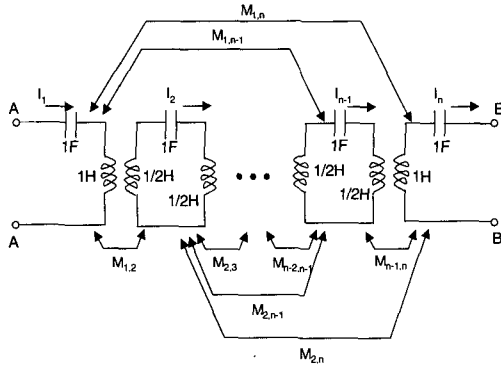 M1,n
M1,n-1
I1
I2
In-1
In
A
B
1F
1F
1F
1F
1H
1/2H
1/2H
1/2H
1/2H
1H
A
B
M1,2
M2,3
Mn-2,n-1
Mn-1,n
M2,n-1
M2,n